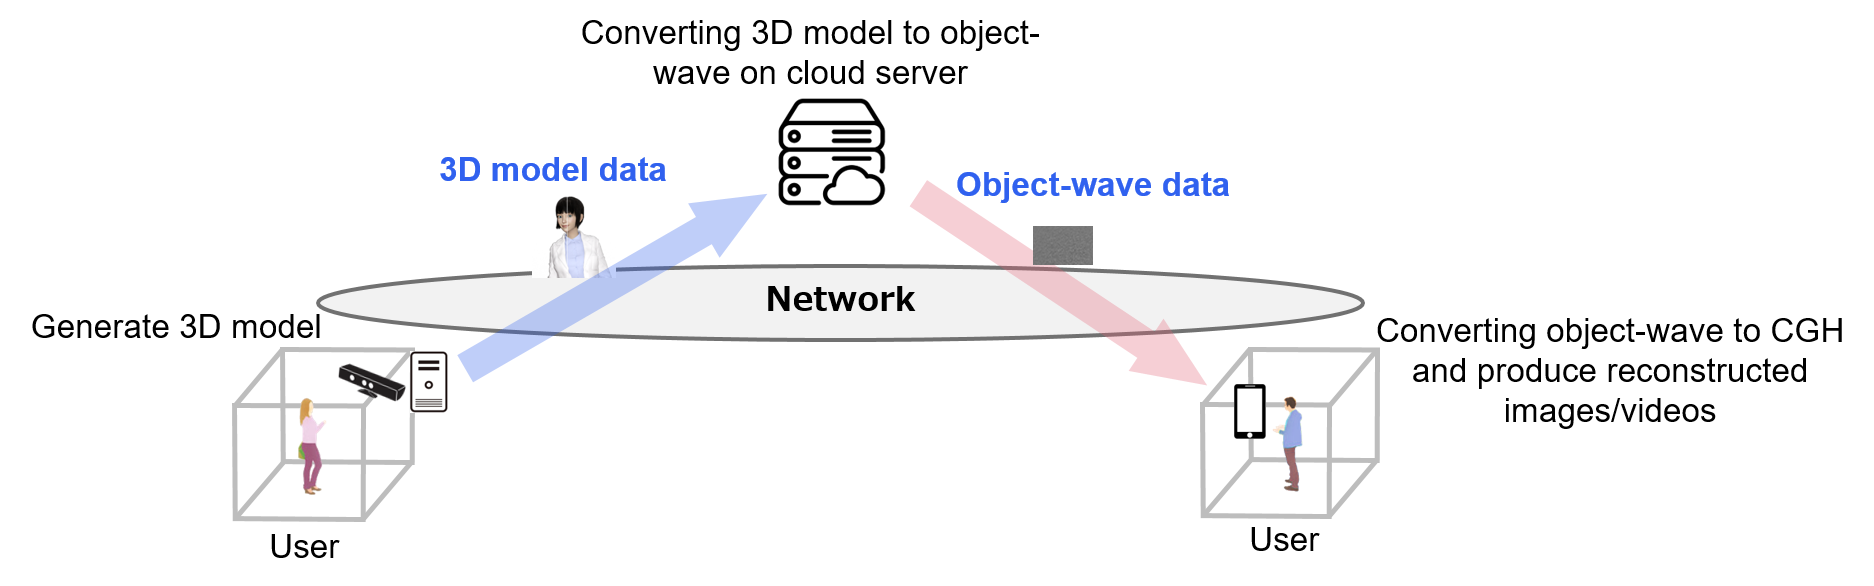 Converting 3D model to object-
wave on cloud server
3D model data
Object-wave data
Network
Generate 3D model
Converting object-wave to CGH
and produce reconstructed
images/videos
User
User